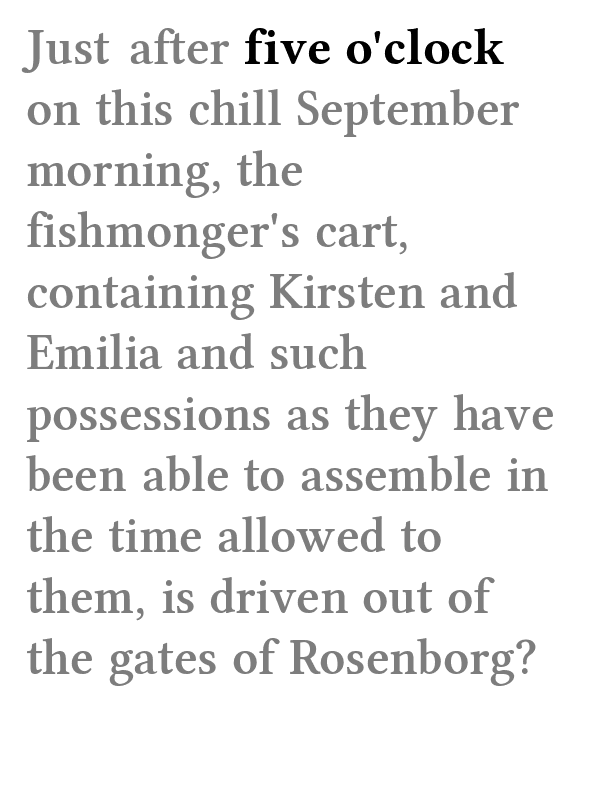 Just after five o'clock
on this chill September
morning, the
fishmonger's cart,
containing Kirsten and
Emilia and such
possessions as they have
been able to assemble in
the time allowed to
them, is driven out of
the gates of Rosenborg?